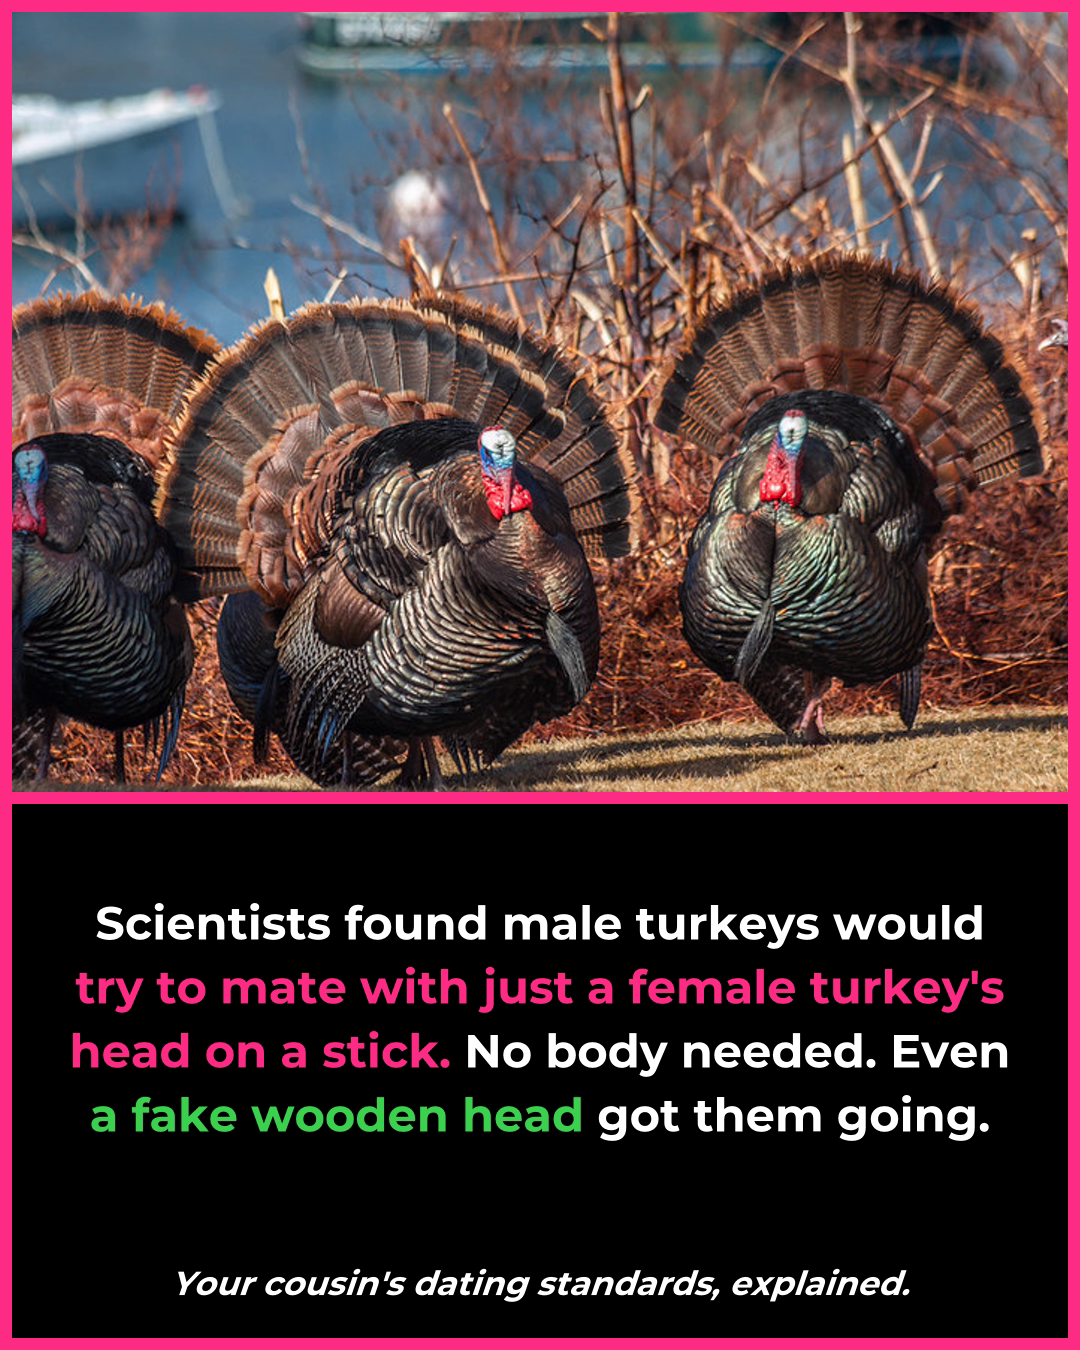 Scientists found male turkeys would
try to mate with just a female turkey's
head on a stick. No body needed. Even
a fake wooden head got them going.
Your cousin's dating standards, explained.